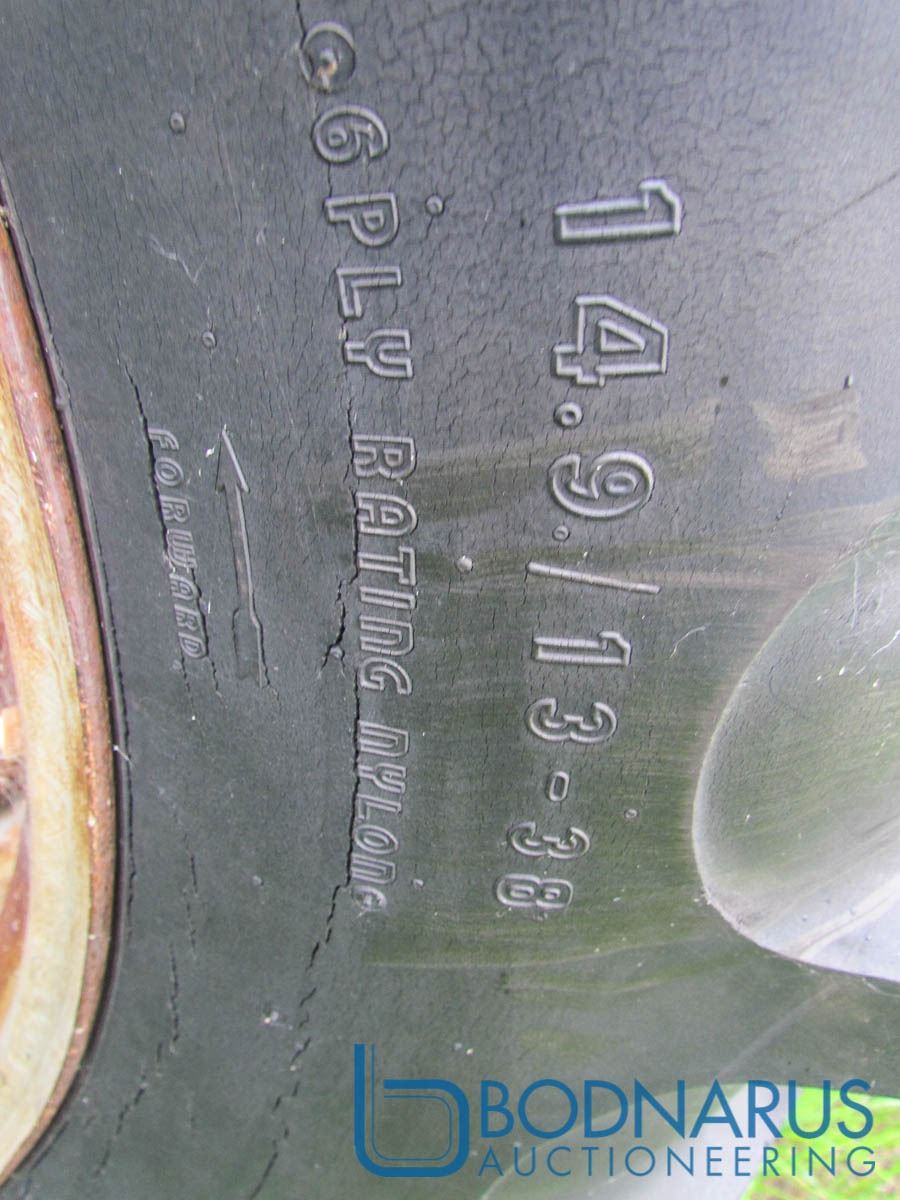 14.9/13-38
6 PLY RATING NYLON
FORWARD
BODNARUS
AUCTIONEERING